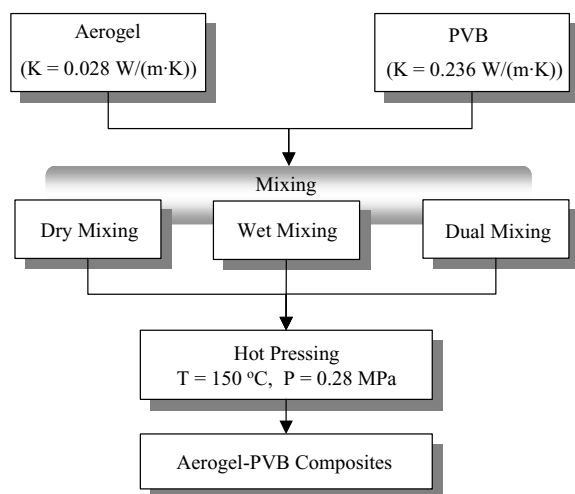 Aerogel
(K = 0.028 W/(m·K))
PVB
(K = 0.236 W/(m·K))
Mixing
Dry Mixing
Wet Mixing
Dual Mixing
Hot Pressing
T = 150 °C, P = 0.28 MPa
Aerogel-PVB Composites